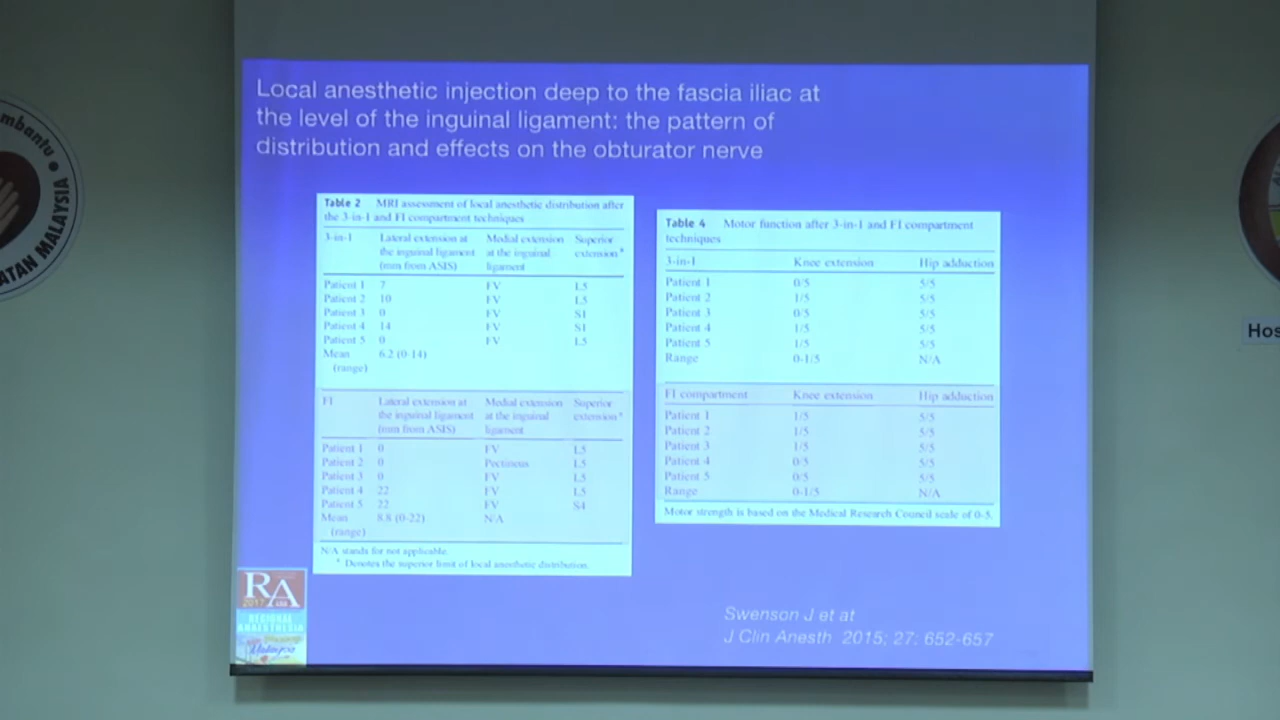 Local anesthetic injection deep to the fascia iliac at
the level of the inguinal ligament: the pattern of
distribution and effects on the obturator nerve
Table 2 MRI assessment of local anesthetic distribution after
the 3-in-1 and FI compartment techniques
3-in-1 Lateral extension at Medial extension Superior
the inguinal ligament at the inguinal extension *
(mm from ASIS) ligament
Patient 1 7 FV L5
Patient 2 10 FV L5
Patient 3 0 FV S1
Patient 4 14 FV S1
Patient 5 0 FV L5
Mean 6.2 (0-14)
(range)
FI Lateral extension at Medial extension Superior
the inguinal ligament at the inguinal extension *
(mm from ASIS) ligament
Patient 1 0 FV L5
Patient 2 0 Pectineus L5
Patient 3 0 FV L5
Patient 4 22 FV L5
Patient 5 22 FV S4
Mean 8.8 (0-22) N/A
(range)
N/A stands for not applicable.
* Denotes the superior limit of local anesthetic distribution.
Table 4 Motor function after 3-in-1 and FI compartment
techniques
3-in-1 Knee extension Hip adduction
Patient 1 0/5 5/5
Patient 2 1/5 5/5
Patient 3 0/5 5/5
Patient 4 1/5 5/5
Patient 5 1/5 5/5
Range 0-1/5 N/A
FI compartment Knee extension Hip adduction
Patient 1 1/5 5/5
Patient 2 1/5 5/5
Patient 3 1/5 5/5
Patient 4 0/5 5/5
Patient 5 0/5 5/5
Range 0-1/5 N/A
Motor strength is based on the Medical Research Council scale of 0-5.
Swenson J et at
J Clin Anesth 2015; 27: 652-657
RA
2017
REGIONAL
ANAESTHESIA
Malaysia
mbantu
ATAN MALAYSIA
Hos